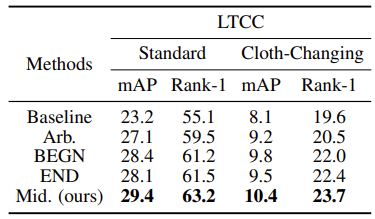 LTCC
Methods Standard Cloth-Changing
mAP Rank-1 mAP Rank-1
Baseline 23.2 55.1 8.1 19.6
Arb. 27.1 59.5 9.2 20.5
BEGN 28.4 61.2 9.8 22.0
END 28.1 61.5 9.5 22.4
Mid. (ours) 29.4 63.2 10.4 23.7